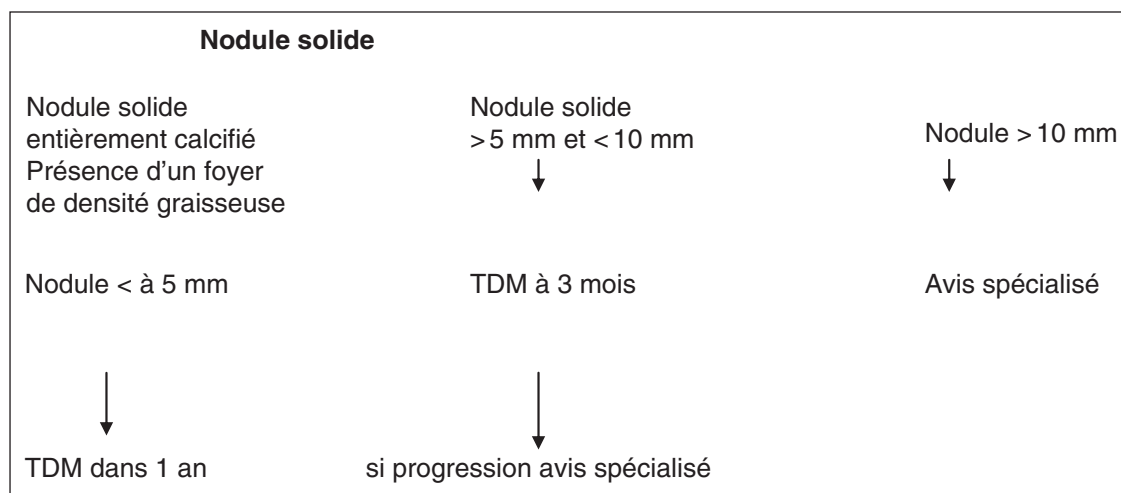 Nodule solide
Nodule solide
entièrement calcifié
Présence d'un foyer
de densité graisseuse
Nodule < à 5 mm
TDM dans 1 an
Nodule solide
> 5 mm et < 10 mm
TDM à 3 mois
si progression avis spécialisé
Nodule > 10 mm
Avis spécialisé